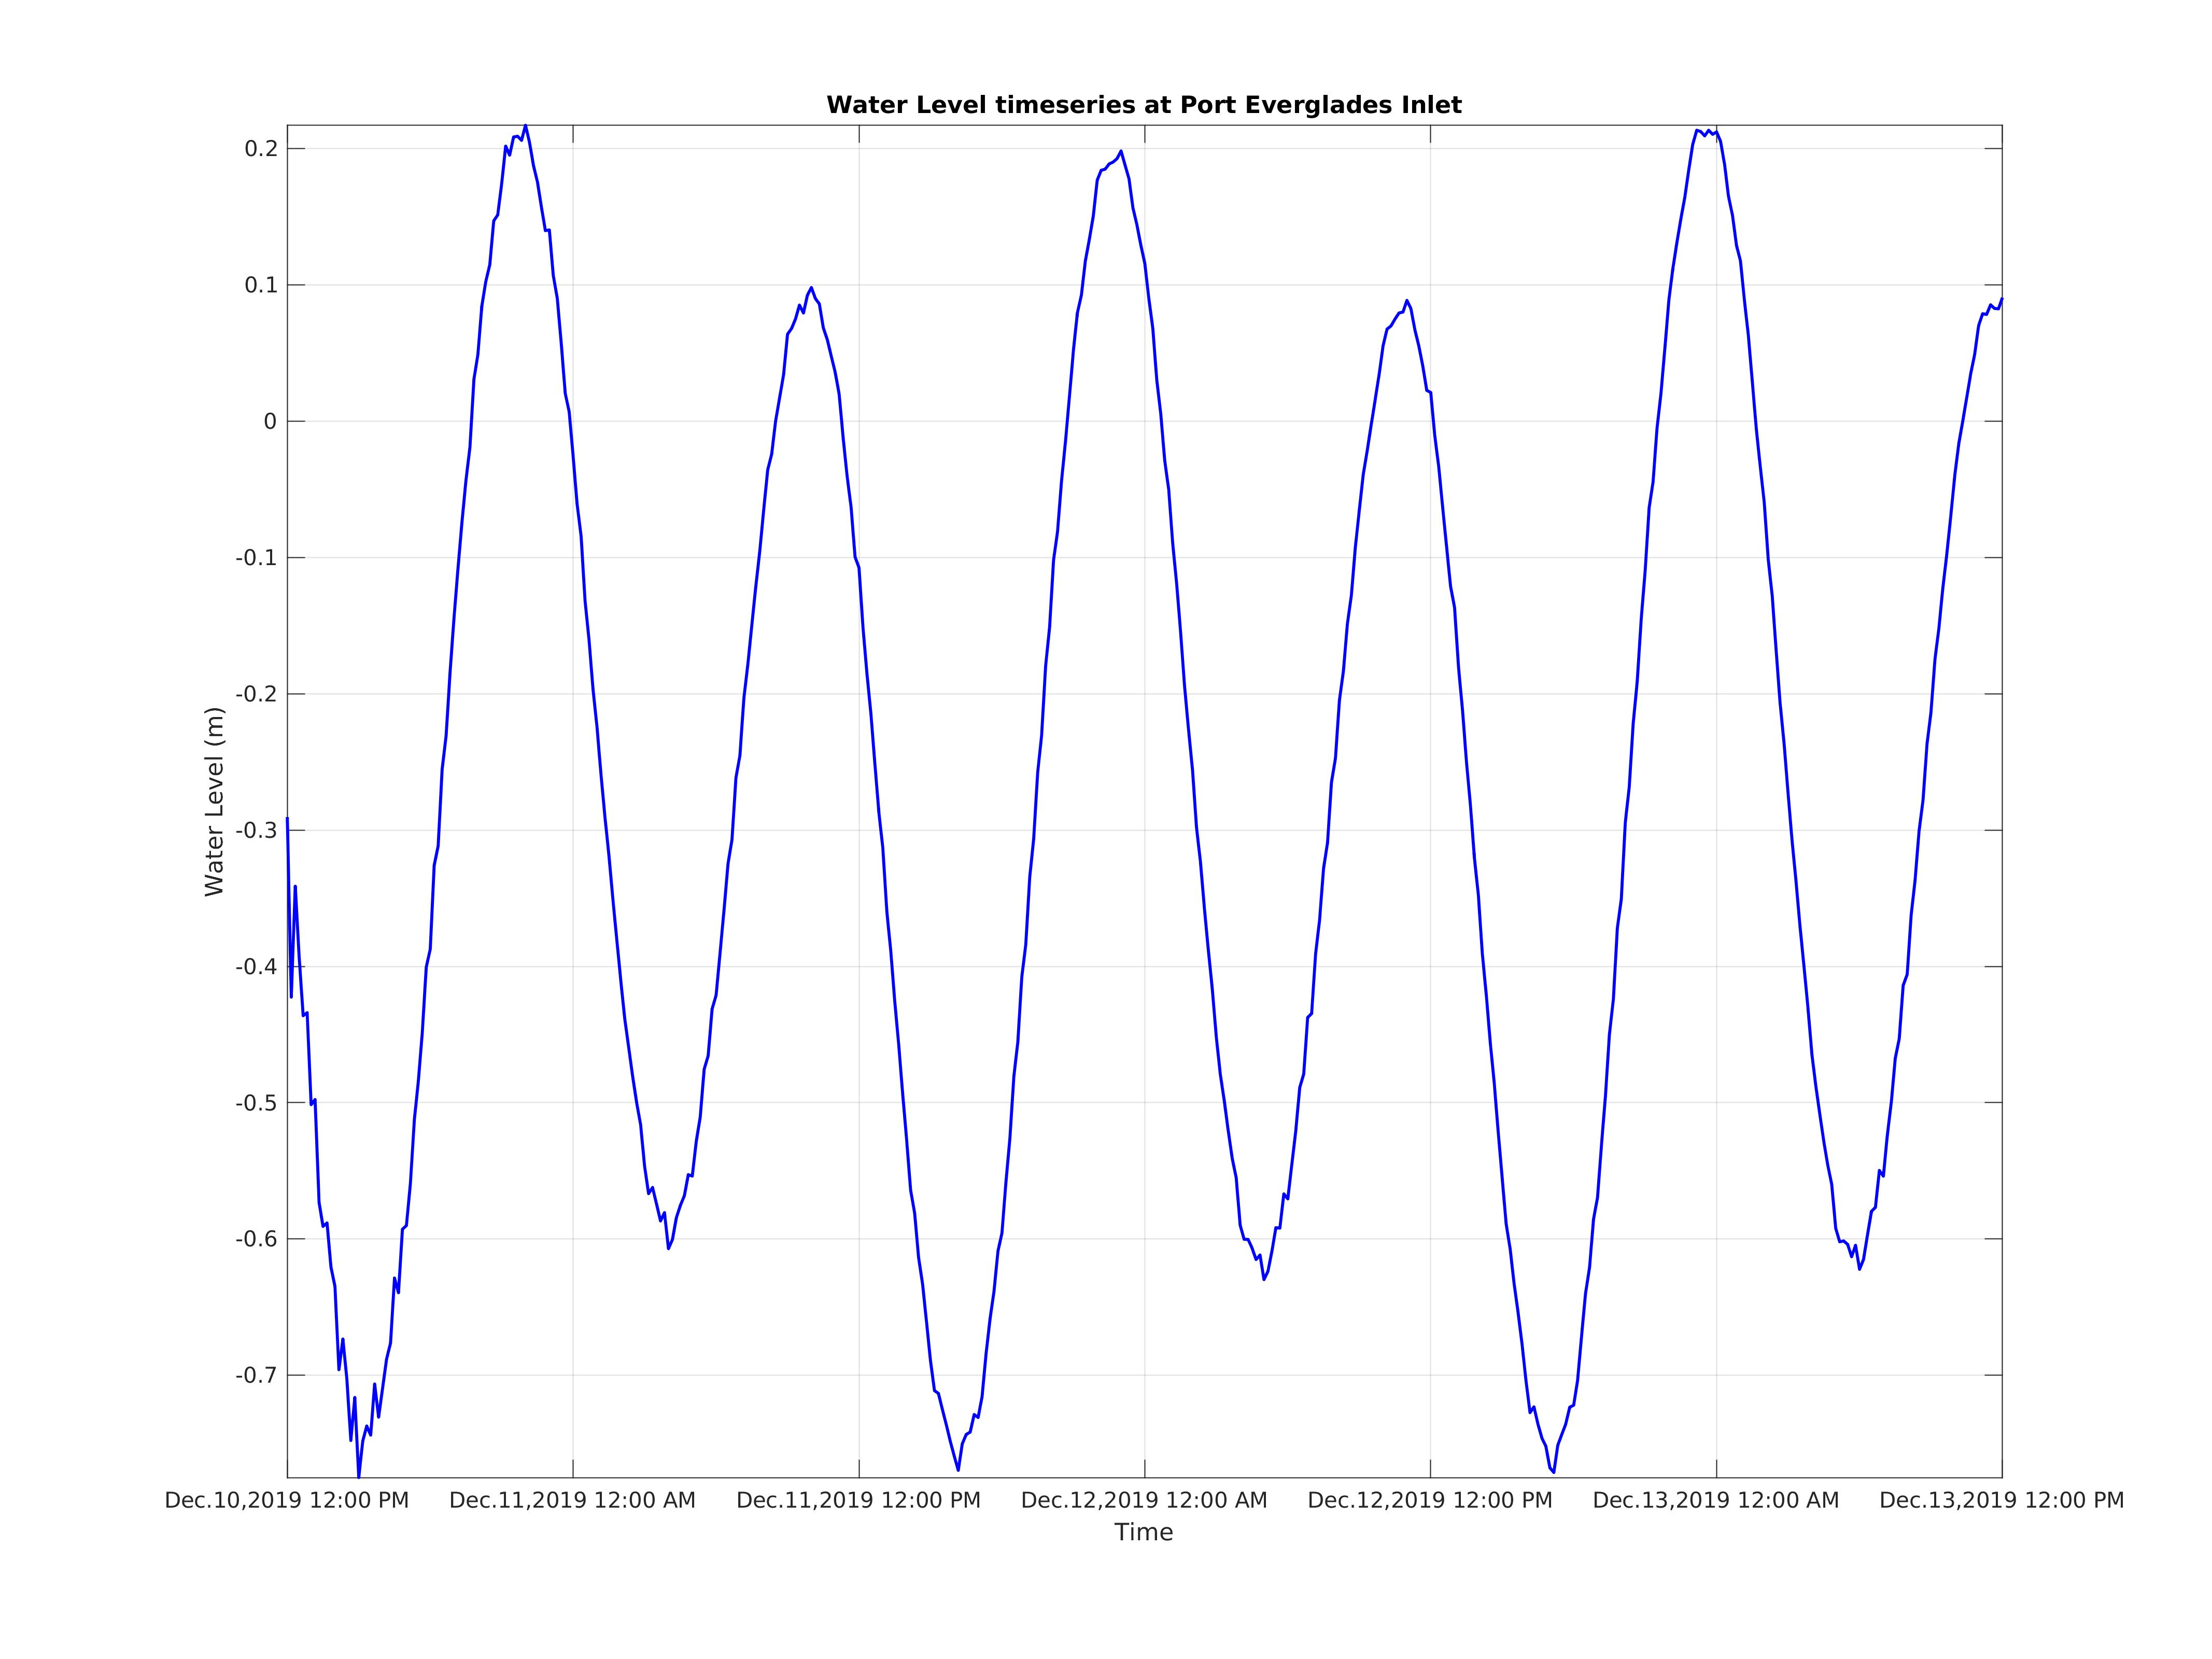 Water Level timeseries at Port Everglades Inlet
0.2
0.1
0
-0.1
-0.2
-0.3
-0.4
-0.5
-0.6
-0.7
Water Level (m)
Dec.10,2019 12:00 PM
Dec.11,2019 12:00 AM
Dec.11,2019 12:00 PM
Dec.12,2019 12:00 AM
Dec.12,2019 12:00 PM
Dec.13,2019 12:00 AM
Dec.13,2019 12:00 PM
Time